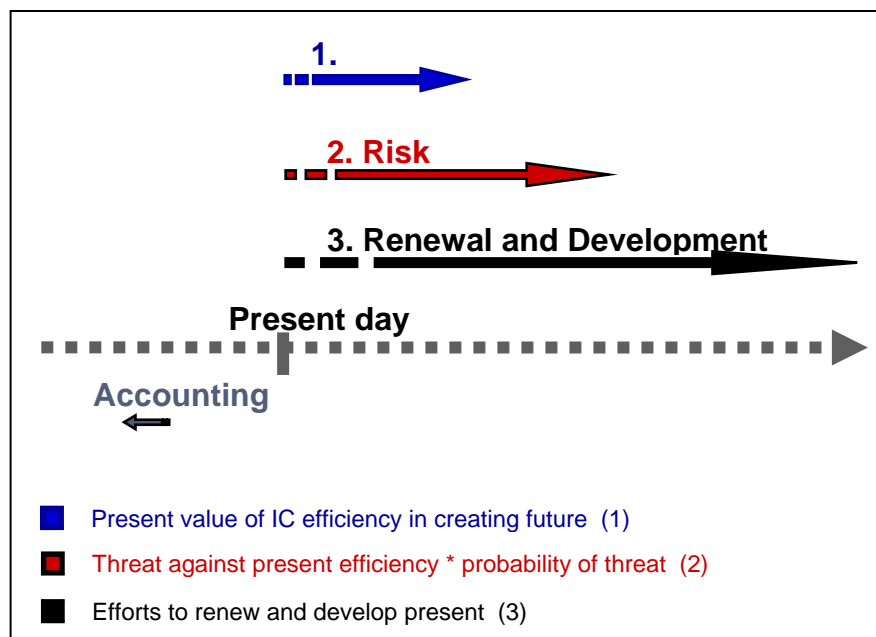 1.
2. Risk
3. Renewal and Development
Present day
Accounting
Present value of IC efficiency in creating future (1)
Threat against present efficiency * probability of threat (2)
Efforts to renew and develop present (3)